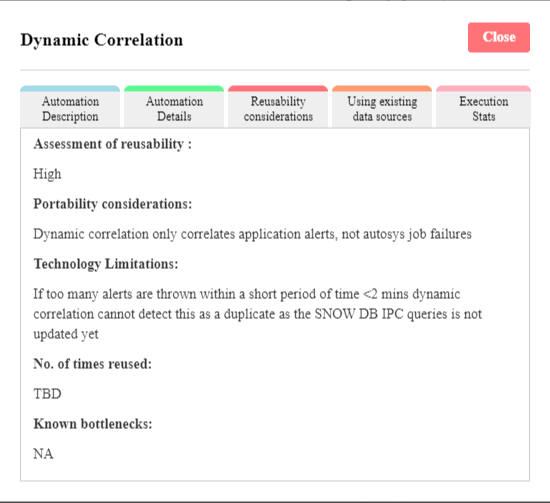 Dynamic Correlation
Close
Automation
Description
Automation
Details
Reusability
considerations
Using existing
data sources
Execution
Stats
Assessment of reusability :
High
Portability considerations:
Dynamic correlation only correlates application alerts, not autosys job failures
Technology Limitations:
If too many alerts are thrown within a short period of time <2 mins dynamic
correlation cannot detect this as a duplicate as the SNOW DB IPC queries is not
updated yet
No. of times reused:
TBD
Known bottlenecks:
NA